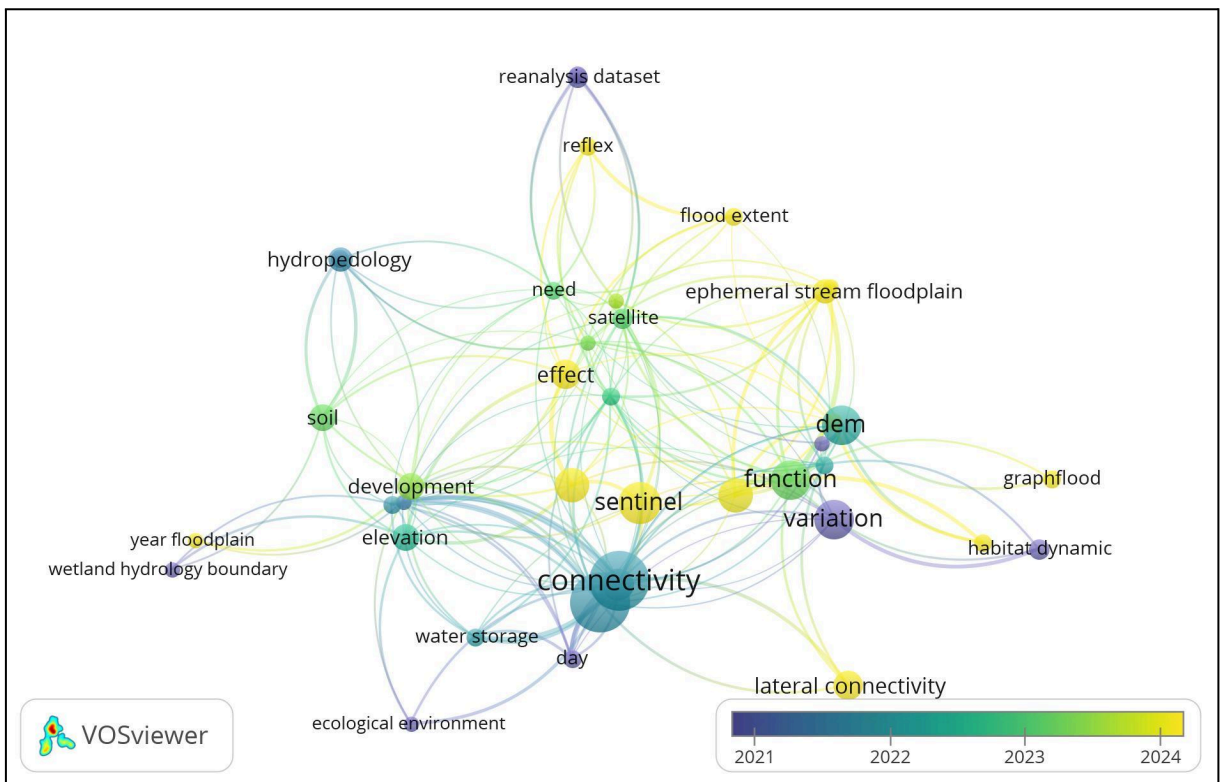 reanalysis dataset
reflex
flood extent
hydropedology
need
ephemeral stream floodplain
satellite
effect
soil
dem
function
graphflood
development
sentinel
variation
elevation
year floodplain
habitat dynamic
wetland hydrology boundary
connectivity
water storage
day
lateral connectivity
ecological environment
VOSviewer
2021 2022 2023 2024